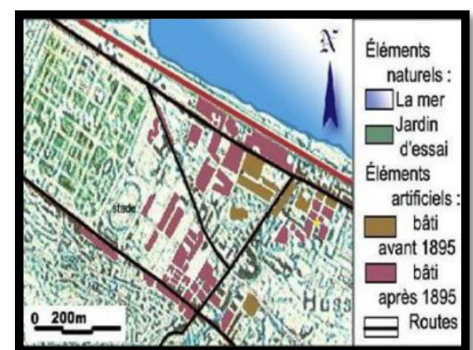 N
stade
Huss
0 200m
Éléments
naturels :
La mer
Jardin
d'essai
Éléments
artificiels :
bâti
avant 1895
bâti
après 1895
Routes